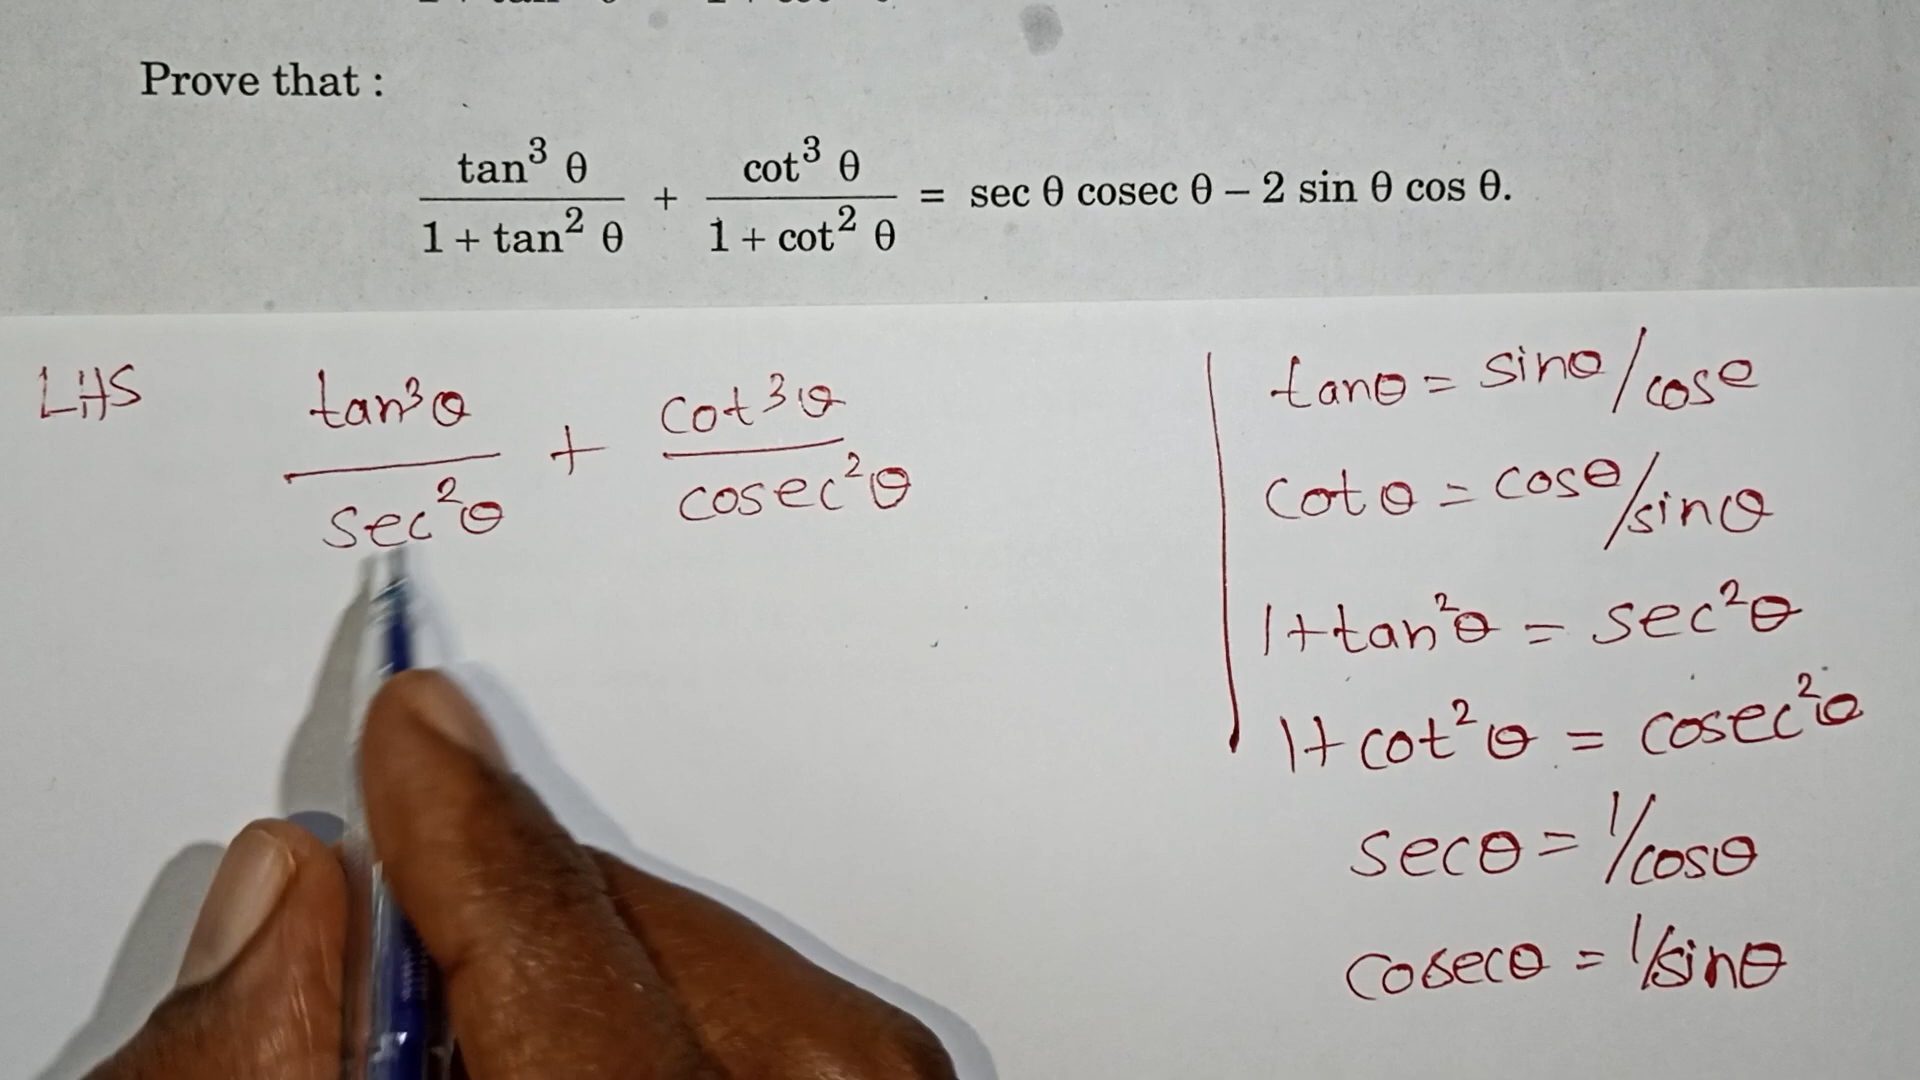 Prove that :
tan³ θ / 1 + tan² θ + cot³ θ / 1 + cot² θ = sec θ cosec θ – 2 sin θ cos θ.
LHS tan³θ / sec²θ + cot³θ / cosec²θ
tanθ = sinθ/cosθ
cotθ = cosθ/sinθ
1+tan²θ = sec²θ
1+cot²θ = cosec²θ
secθ = 1/cosθ
cosecθ = 1/sinθ